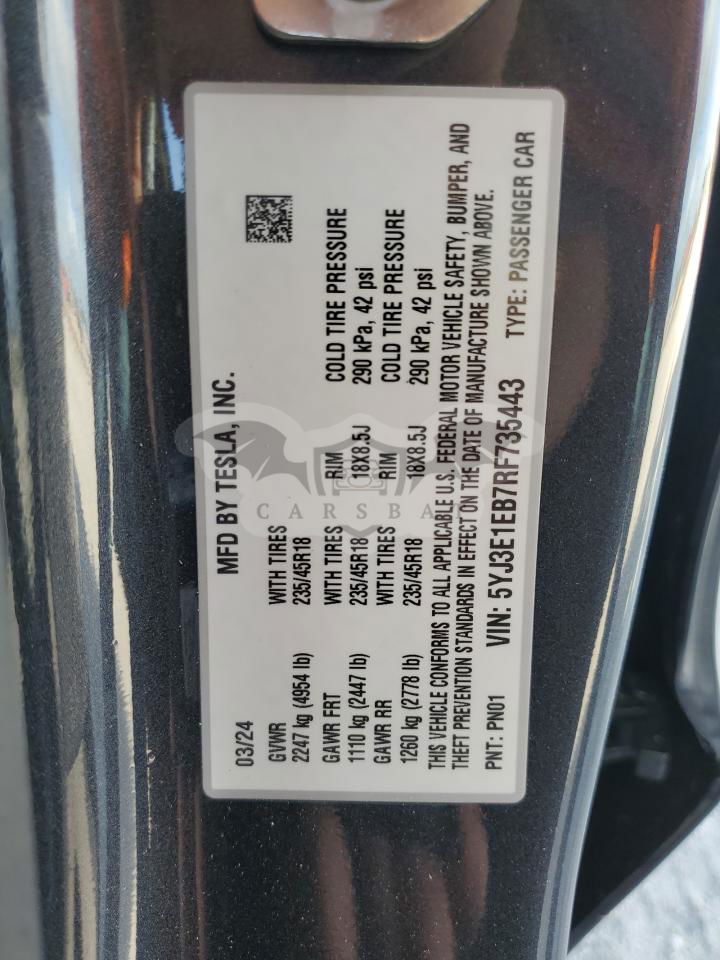 MFD BY TESLA, INC.
03/24
GVWR WITH TIRES
2247 kg (4954 lb) 235/45R18
GAWR FRT WITH TIRES RIM COLD TIRE PRESSURE
1110 kg (2447 lb) 235/45R18 18X8.5J 290 kPa, 42 psi
GAWR RR WITH TIRES RIM COLD TIRE PRESSURE
1260 kg (2778 lb) 235/45R18 18X8.5J 290 kPa, 42 psi
THIS VEHICLE CONFORMS TO ALL APPLICABLE U.S. FEDERAL MOTOR VEHICLE SAFETY, BUMPER, AND
THEFT PREVENTION STANDARDS IN EFFECT ON THE DATE OF MANUFACTURE SHOWN ABOVE.
PNT: PN01 VIN: 5YJ3E1EB7RF735443 TYPE: PASSENGER CAR